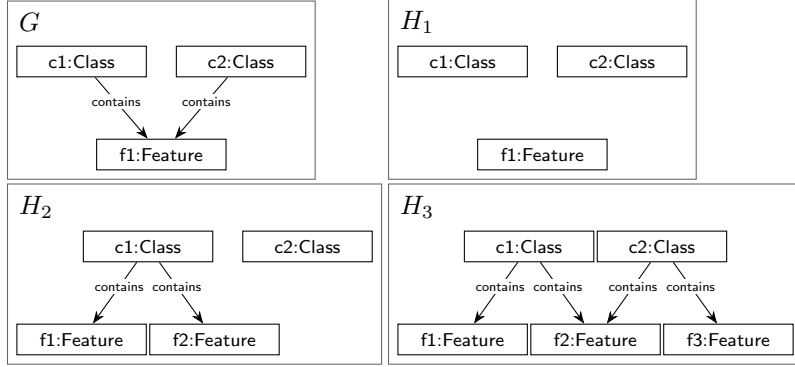 G
c1:Class
c2:Class
contains
contains
f1:Feature
H1
c1:Class
c2:Class
f1:Feature
H2
c1:Class
c2:Class
contains
contains
f1:Feature
f2:Feature
H3
c1:Class
c2:Class
contains
contains
contains
contains
f1:Feature
f2:Feature
f3:Feature